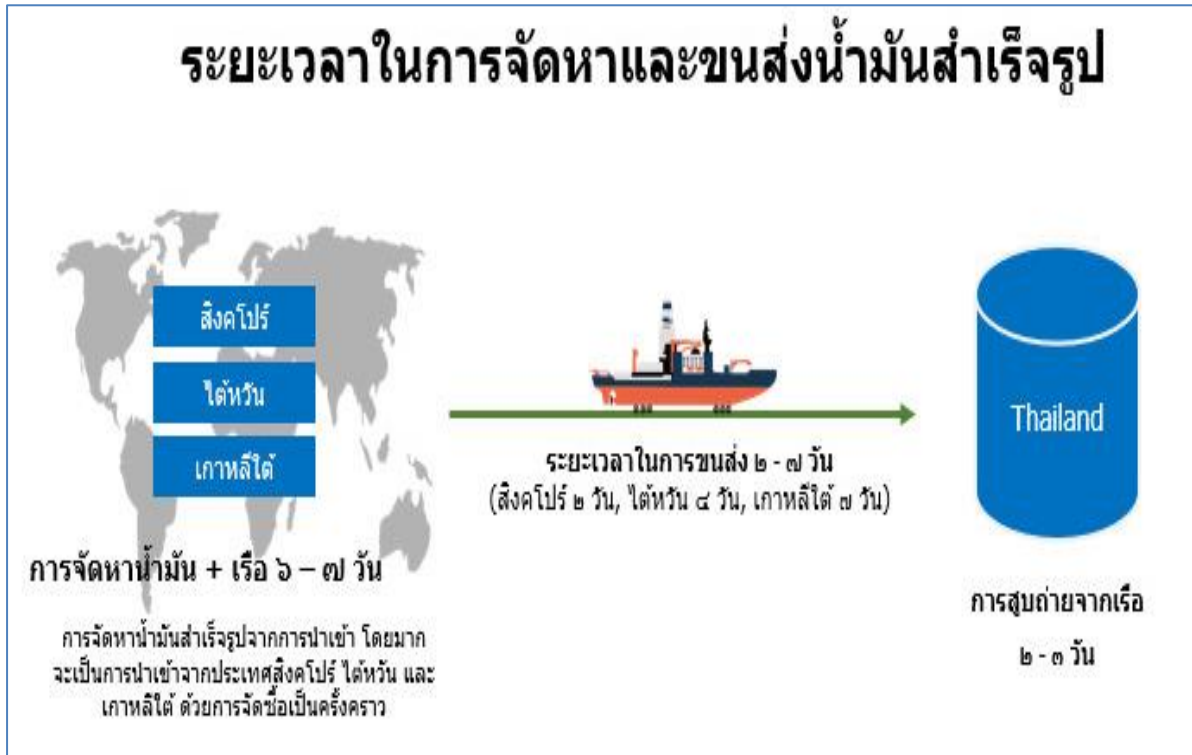 ระยะเวลาในการจัดหาและขนส่งน้ำมันสำเร็จรูป
สิงคโปร์
ไต้หวัน
เกาหลีใต้
การจัดหาน้ำมัน + เรือ ๖ – ๗ วัน
การจัดหาน้ำมันสำเร็จรูปจากการนำเข้า โดยมาก
จะเป็นการนำเข้าจากประเทศสิงคโปร์ ไต้หวัน และ
เกาหลีใต้ ด้วยการจัดซื้อเป็นครั้งคราว
ระยะเวลาในการขนส่ง ๒ - ๗ วัน
(สิงคโปร์ ๒ วัน, ไต้หวัน ๔ วัน, เกาหลีใต้ ๗ วัน)
Thailand
การสูบถ่ายจากเรือ
๒ - ๓ วัน